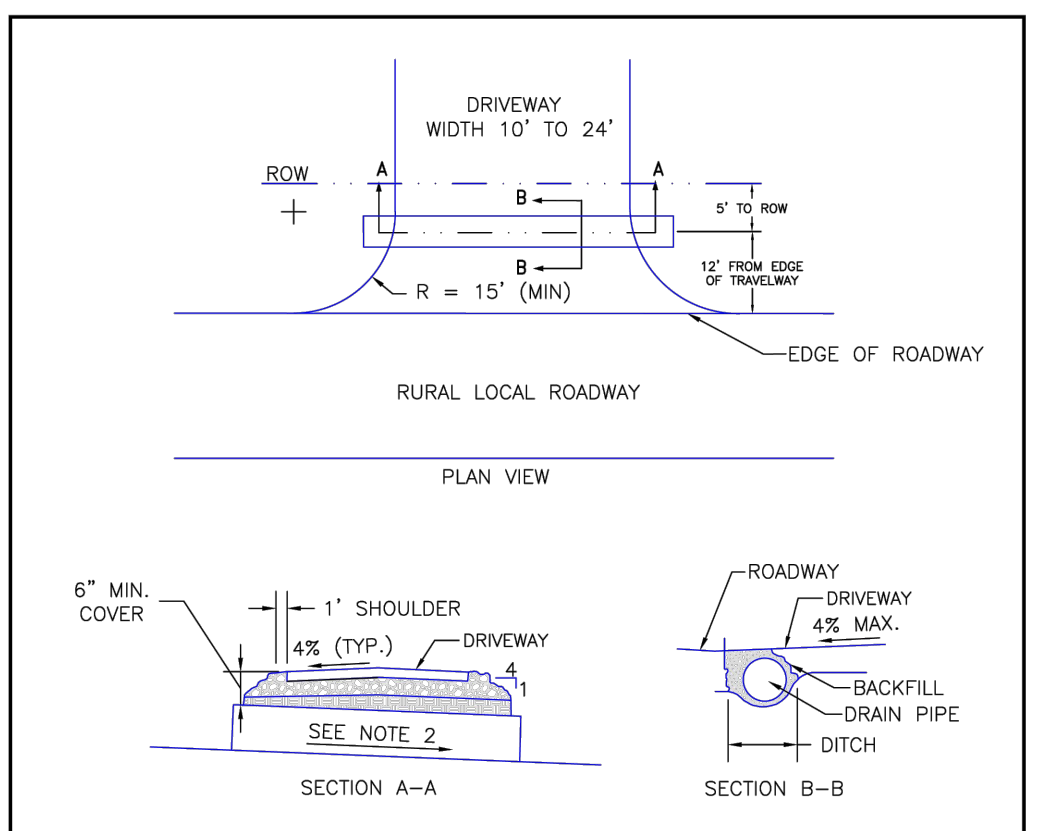 DRIVEWAY
WIDTH 10' TO 24'
ROW
A
A
B
5' TO ROW
B
12' FROM EDGE
OF TRAVELWAY
R = 15' (MIN)
EDGE OF ROADWAY
RURAL LOCAL ROADWAY
PLAN VIEW
6" MIN.
COVER
1' SHOULDER
4% (TYP.)
DRIVEWAY
4
1
SEE NOTE 2
SECTION A-A
ROADWAY
DRIVEWAY
4% MAX.
BACKFILL
DRAIN PIPE
DITCH
SECTION B-B